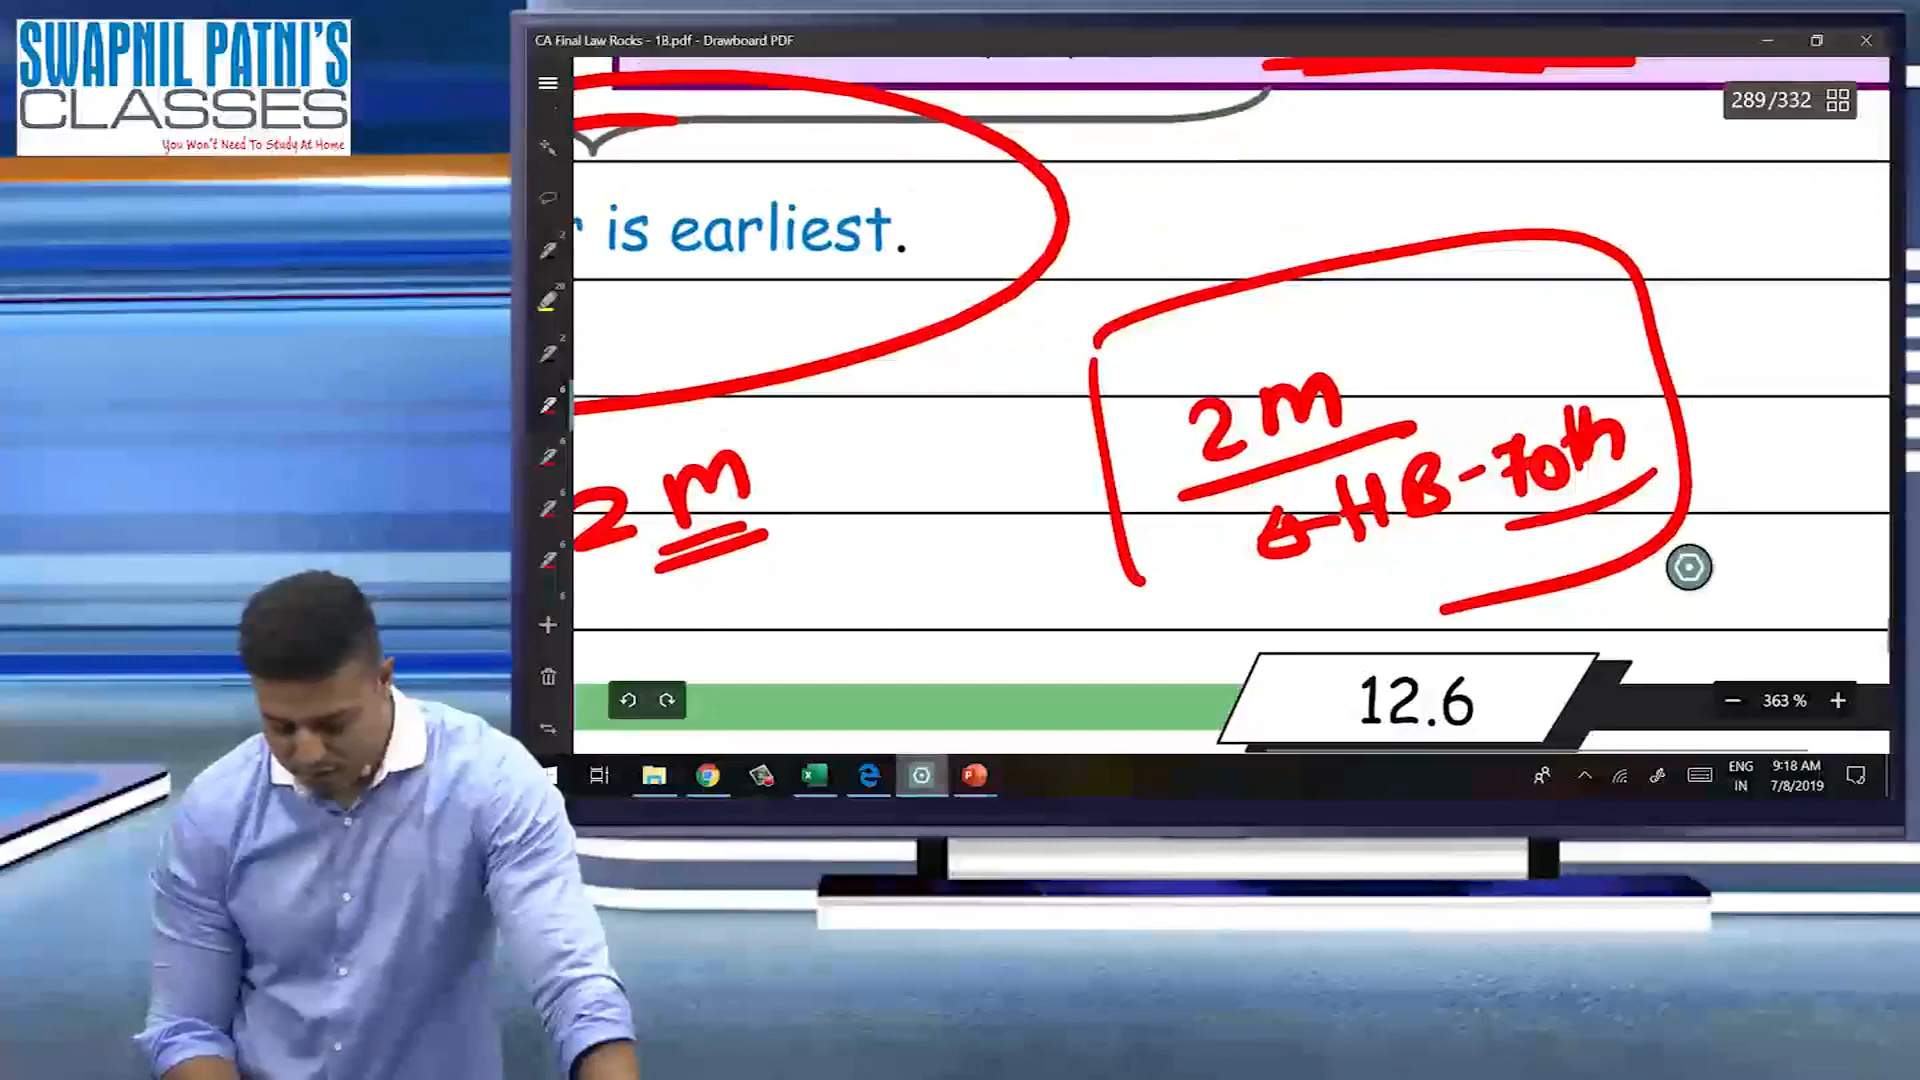 SWAPNIL PATNI'S
CLASSES
You Won't Need To Study At Home
CA Final Law Rocks - 1B.pdf - Drawboard PDF
289/332
is earliest.
2m
2m
HB-70th
12.6
363 %
ENG
IN
9:18 AM
7/8/2019